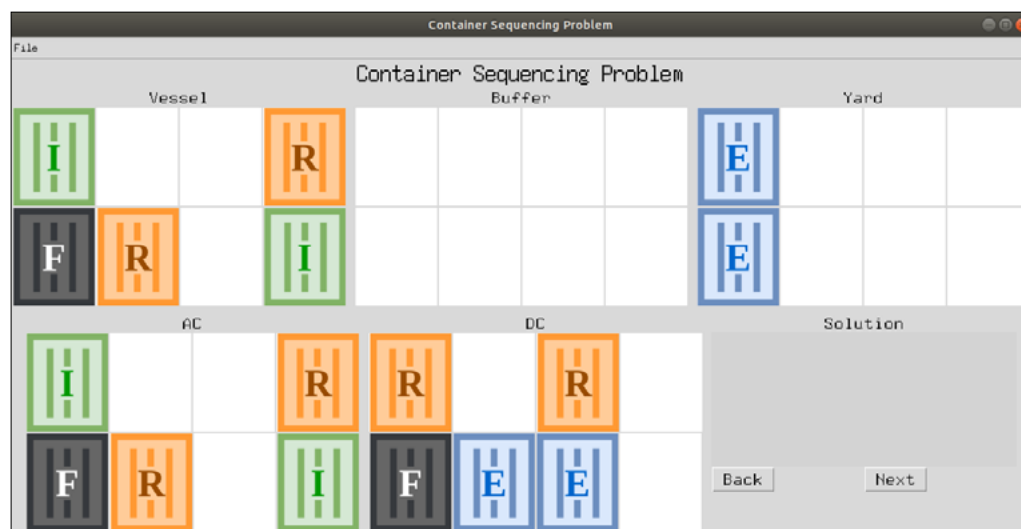 Container Sequencing Problem
File
Container Sequencing Problem
Vessel Buffer Yard
I R E
F R I E
AC DC Solution
I R R R
F R I F E E
Back Next